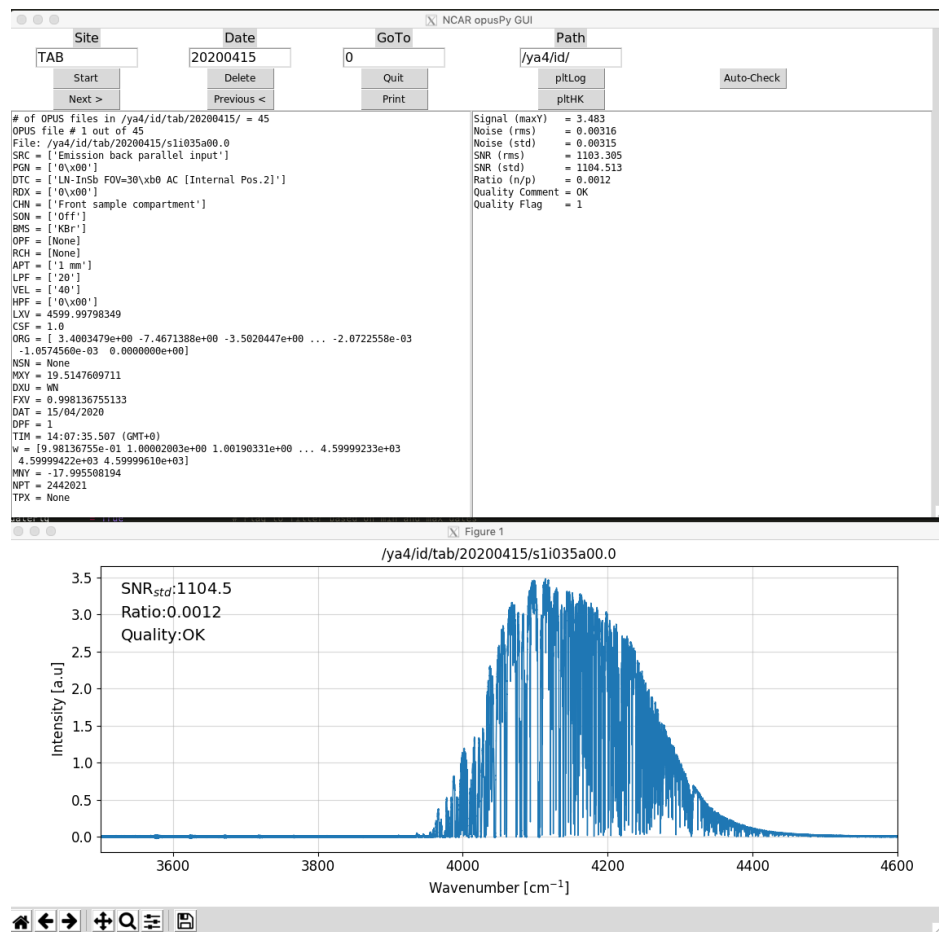 NCAR opusPy GUI
Site Date GoTo Path
TAB 20200415 0 /ya4/id/
Start Delete Quit pltLog Auto-Check
Next > Previous < Print pltHK
# of OPUS files in /ya4/id/tab/20200415/ = 45
OPUS file # 1 out of 45
File: /ya4/id/tab/20200415/s1i035a00.0
SRC = ['Emission back parallel input']
PGN = ['0\x00']
DTC = ['LN-InSb FOV=30\xb0 AC [Internal Pos.2]']
RDX = ['0\x00']
CHN = ['Front sample compartment']
SON = ['Off']
BMS = ['KBr']
OPF = [None]
RCH = [None]
APT = ['1 mm']
LPF = ['20']
VEL = ['40']
HPF = ['0\x00']
LXV = 4599.99798349
CSF = 1.0
ORG = [ 3.4003479e+00 -7.4671388e+00 -3.5020447e+00 ... -2.0722558e-03
-1.0574560e-03 0.0000000e+00]
NSN = None
MXY = 19.5147609711
DXU = WN
FXV = 0.998136755133
DAT = 15/04/2020
DPF = 1
TIM = 14:07:35.507 (GMT+0)
w = [9.98136755e-01 1.00002003e+00 1.00190331e+00 ... 4.59999233e+03
4.59999422e+03 4.59999610e+03]
MNY = -17.995508194
NPT = 2442021
TPX = None
Signal (maxY) = 3.483
Noise (rms) = 0.00316
Noise (std) = 0.00315
SNR (rms) = 1103.305
SNR (std) = 1104.513
Ratio (n/p) = 0.0012
Quality Comment = OK
Quality Flag = 1
Figure 1
/ya4/id/tab/20200415/s1i035a00.0
SNRstd:1104.5
Ratio:0.0012
Quality:OK
Intensity [a.u]
3.5
3.0
2.5
2.0
1.5
1.0
0.5
0.0
3600 3800 4000 4200 4400 4600
Wavenumber [cm⁻¹]